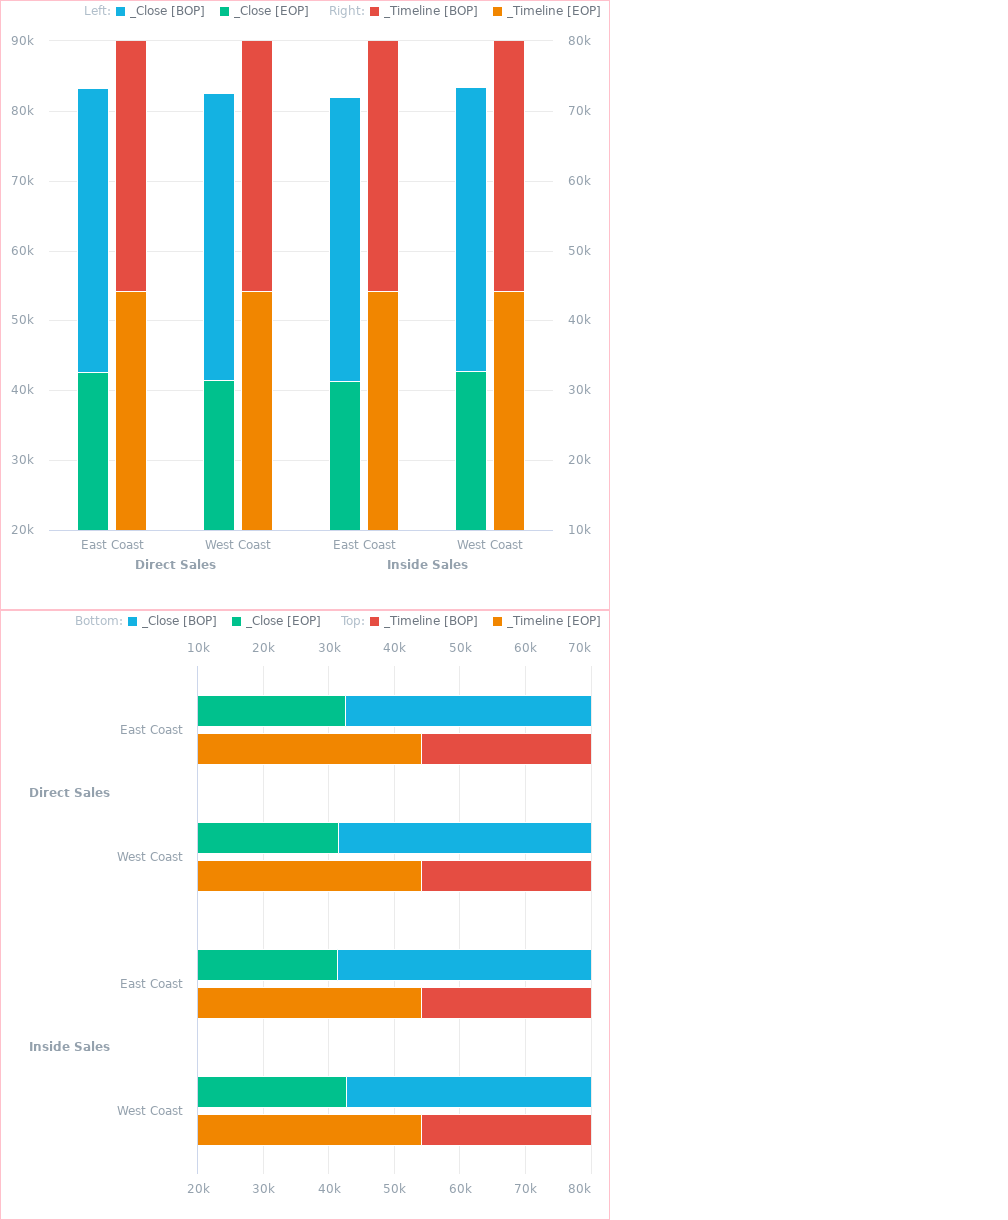 Left: _Close [BOP] _Close [EOP] Right: _Timeline [BOP] _Timeline [EOP]
90k 80k
80k 70k
70k 60k
60k 50k
50k 40k
40k 30k
30k 20k
20k 10k
East Coast West Coast East Coast West Coast
Direct Sales Inside Sales
Bottom: _Close [BOP] _Close [EOP] Top: _Timeline [BOP] _Timeline [EOP]
10k 20k 30k 40k 50k 60k 70k
East Coast
Direct Sales
West Coast
East Coast
Inside Sales
West Coast
20k 30k 40k 50k 60k 70k 80k